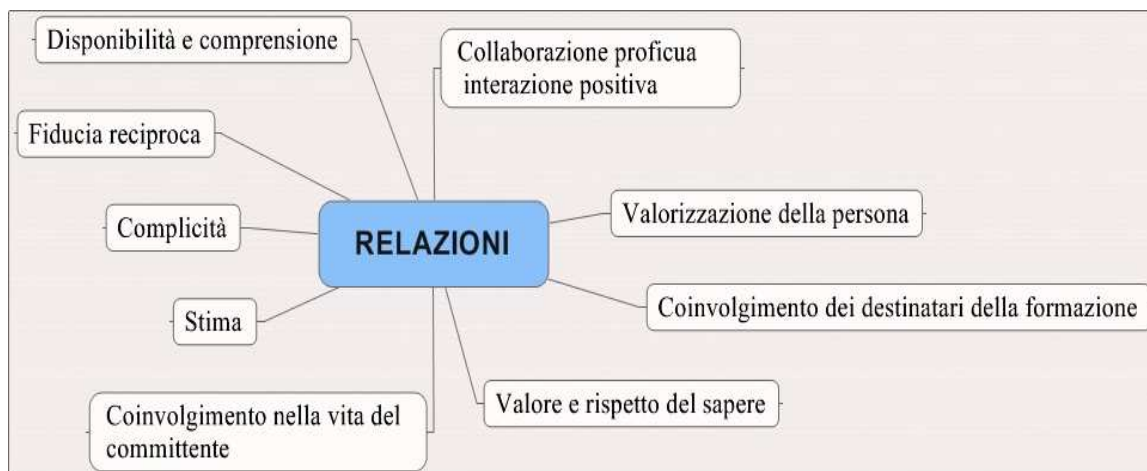 Disponibilità e comprensione
Collaborazione proficua
interazione positiva
Fiducia reciproca
Valorizzazione della persona
Complicità
RELAZIONI
Coinvolgimento dei destinatari della formazione
Stima
Valore e rispetto del sapere
Coinvolgimento nella vita del
committente